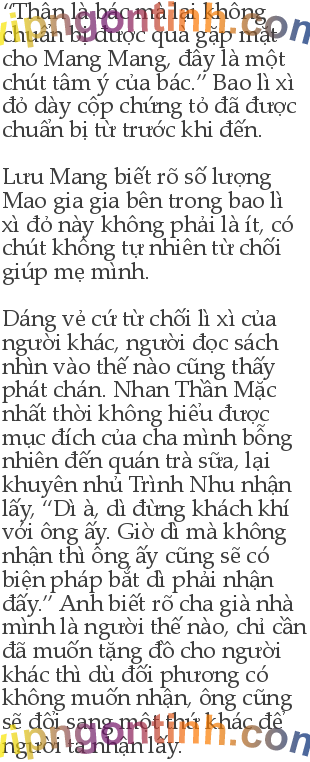 “Thân là bác mà lại không
chuẩn bị được quà gặp mặt
cho Mang Mang, đây là một
chút tâm ý của bác.” Bao lì xì
đỏ dày cộp chứng tỏ đã được
chuẩn bị từ trước khi đến.
Lưu Mang biết rõ số lượng
Mao gia gia bên trong bao lì
xì đỏ này không phải là ít, có
chút không tự nhiên từ chối
giúp mẹ mình.
Dáng vẻ cứ từ chối lì xì của
người khác, người đọc sách
nhìn vào thế nào cũng thấy
phát chán. Nhan Thần Mặc
nhất thời không hiểu được
mục đích của cha mình bỗng
nhiên đến quán trà sữa, lại
khuyên nhủ Trình Nhu nhận
lấy, “Dì à, dì đừng khách khí
với ông ấy. Giờ dì mà không
nhận thì ông ấy cũng sẽ có
biện pháp bắt dì phải nhận
đấy.” Anh biết rõ cha già nhà
mình là người thế nào, chỉ cần
đã muốn tặng đồ cho người
khác thì dù đối phương có
không muốn nhận, ông cũng
sẽ đổi sang một thứ khác để
người ta nhận lấy.
vipngontinh.com
vipngontinh.com